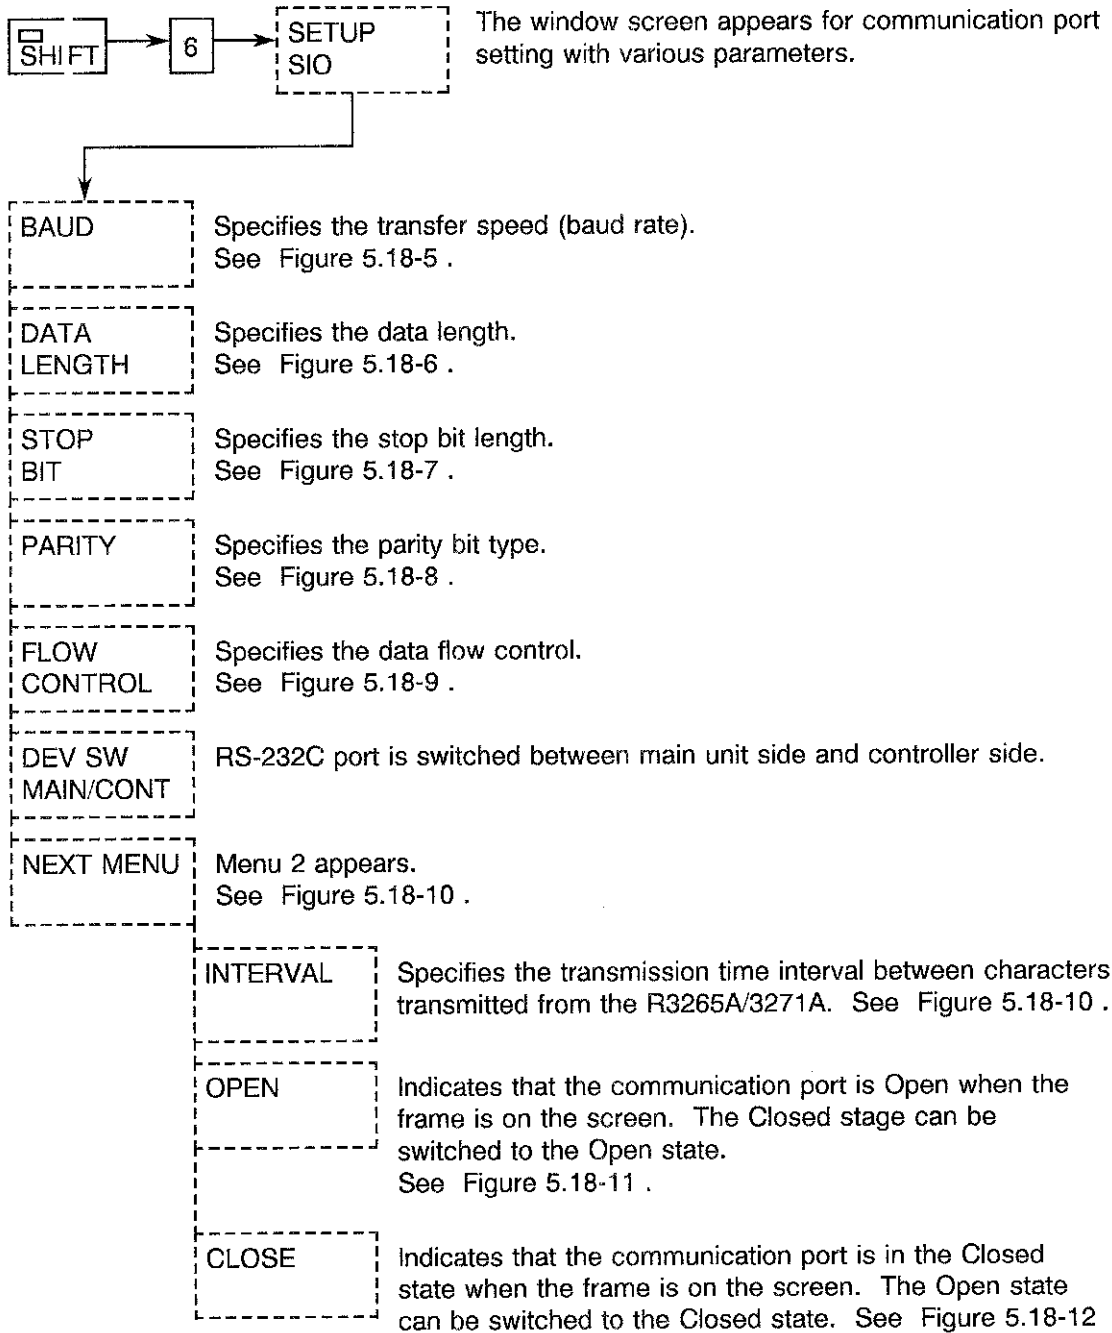 SHIFT
6
SETUP
SIO
The window screen appears for communication port
setting with various parameters.
BAUD
Specifies the transfer speed (baud rate).
See Figure 5.18-5 .
DATA
LENGTH
Specifies the data length.
See Figure 5.18-6 .
STOP
BIT
Specifies the stop bit length.
See Figure 5.18-7 .
PARITY
Specifies the parity bit type.
See Figure 5.18-8 .
FLOW
CONTROL
Specifies the data flow control.
See Figure 5.18-9 .
DEV SW
MAIN/CONT
RS-232C port is switched between main unit side and controller side.
NEXT MENU
Menu 2 appears.
See Figure 5.18-10 .
INTERVAL
Specifies the transmission time interval between characters
transmitted from the R3265A/3271A. See Figure 5.18-10 .
OPEN
Indicates that the communication port is Open when the
frame is on the screen. The Closed stage can be
switched to the Open state.
See Figure 5.18-11 .
CLOSE
Indicates that the communication port is in the Closed
state when the frame is on the screen. The Open state
can be switched to the Closed state. See Figure 5.18-12